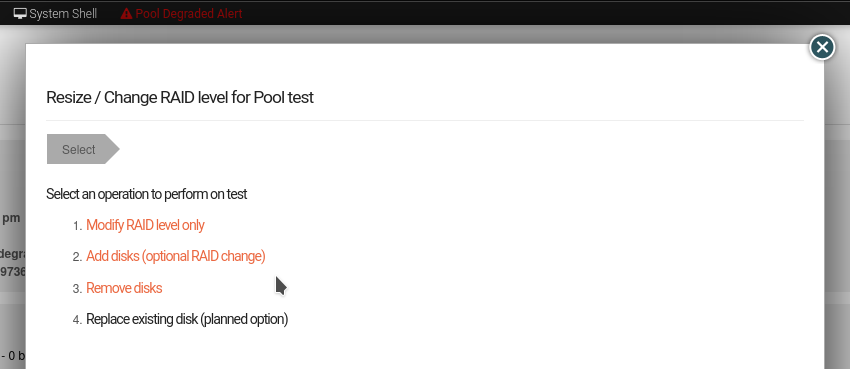 System Shell Pool Degraded Alert
Resize / Change RAID level for Pool test
Select
Select an operation to perform on test
1. Modify RAID level only
pm
2. Add disks (optional RAID change)
9736
3. Remove disks
4. Replace existing disk (planned option)
- 0 b